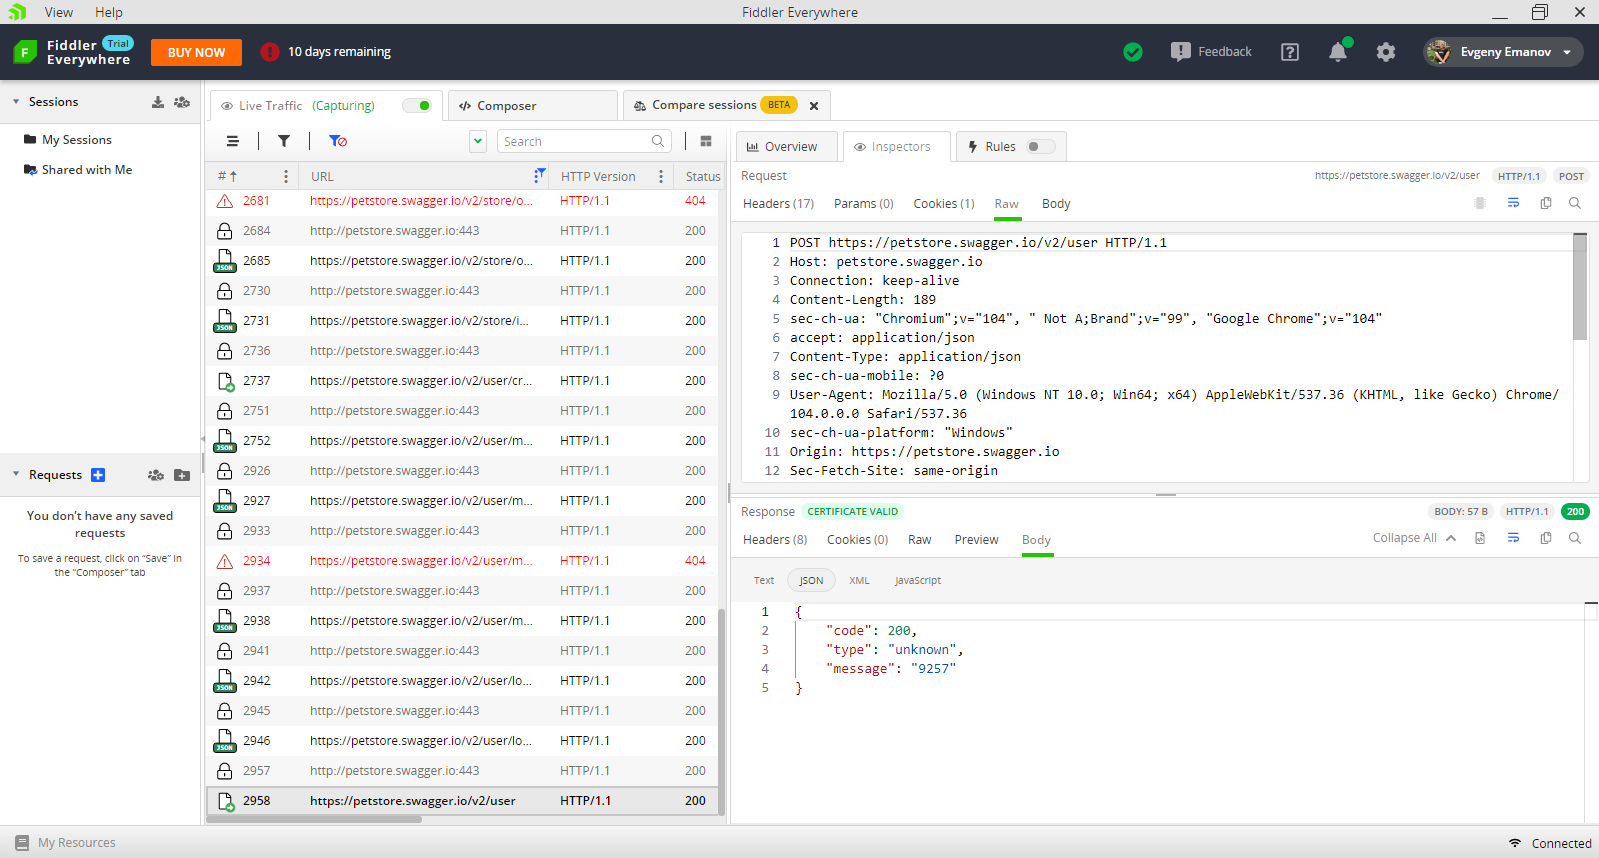 View Help
Fiddler Everywhere
Fiddler Trial
Everywhere
BUY NOW
10 days remaining
Feedback
Evgeny Emanov
Sessions
My Sessions
Shared with Me
Requests
You don't have any saved
requests
To save a request, click on "Save" in
the "Composer" tab
Live Traffic (Capturing)
Composer
Compare sessions BETA
Search
# URL HTTP Version Status
2681 https://petstore.swagger.io/v2/store/o... HTTP/1.1 404
2684 http://petstore.swagger.io:443 HTTP/1.1 200
JSON 2685 https://petstore.swagger.io/v2/store/o... HTTP/1.1 200
2730 http://petstore.swagger.io:443 HTTP/1.1 200
JSON 2731 https://petstore.swagger.io/v2/store/i... HTTP/1.1 200
2736 http://petstore.swagger.io:443 HTTP/1.1 200
2737 https://petstore.swagger.io/v2/user/cr... HTTP/1.1 200
2751 http://petstore.swagger.io:443 HTTP/1.1 200
JSON 2752 https://petstore.swagger.io/v2/user/m... HTTP/1.1 200
2926 http://petstore.swagger.io:443 HTTP/1.1 200
JSON 2927 https://petstore.swagger.io/v2/user/m... HTTP/1.1 200
2933 http://petstore.swagger.io:443 HTTP/1.1 200
2934 https://petstore.swagger.io/v2/user/m... HTTP/1.1 404
2937 http://petstore.swagger.io:443 HTTP/1.1 200
JSON 2938 https://petstore.swagger.io/v2/user/m... HTTP/1.1 200
2941 http://petstore.swagger.io:443 HTTP/1.1 200
JSON 2942 https://petstore.swagger.io/v2/user/lo... HTTP/1.1 200
2945 http://petstore.swagger.io:443 HTTP/1.1 200
JSON 2946 https://petstore.swagger.io/v2/user/lo... HTTP/1.1 200
2957 http://petstore.swagger.io:443 HTTP/1.1 200
2958 https://petstore.swagger.io/v2/user HTTP/1.1 200
Overview
Inspectors
Rules
Request https://petstore.swagger.io/v2/user HTTP/1.1 POST
Headers (17) Params (0) Cookies (1) Raw Body
1 POST https://petstore.swagger.io/v2/user HTTP/1.1
2 Host: petstore.swagger.io
3 Connection: keep-alive
4 Content-Length: 189
5 sec-ch-ua: "Chromium";v="104", " Not A;Brand";v="99", "Google Chrome";v="104"
6 accept: application/json
7 Content-Type: application/json
8 sec-ch-ua-mobile: ?0
9 User-Agent: Mozilla/5.0 (Windows NT 10.0; Win64; x64) AppleWebKit/537.36 (KHTML, like Gecko) Chrome/
104.0.0.0 Safari/537.36
10 sec-ch-ua-platform: "Windows"
11 Origin: https://petstore.swagger.io
12 Sec-Fetch-Site: same-origin
Response CERTIFICATE VALID BODY: 57 B HTTP/1.1 200
Headers (8) Cookies (0) Raw Preview Body Collapse All
Text JSON XML JavaScript
1 {
2 "code": 200,
3 "type": "unknown",
4 "message": "9257"
5 }
My Resources
Connected